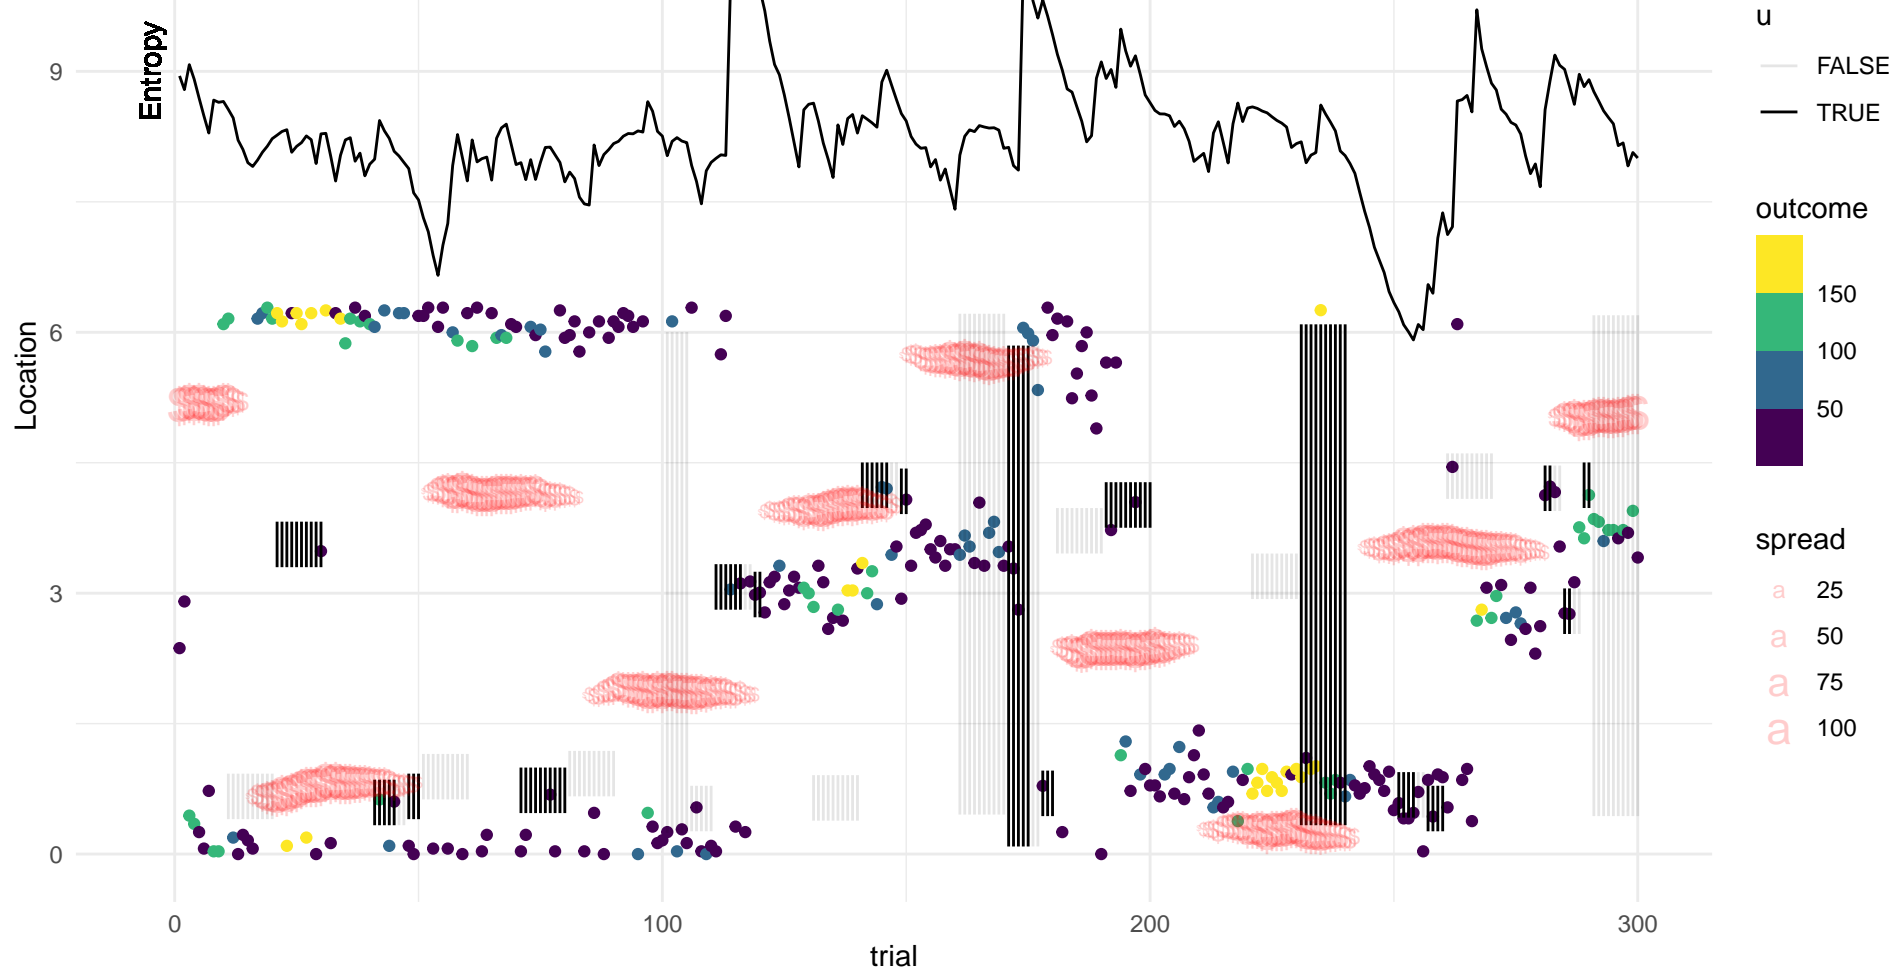 Entropy
Location
9
6
3
0
0
100
200
300
trial
u
FALSE
TRUE
outcome
150
100
50
spread
a 25
a 50
a 75
a 100